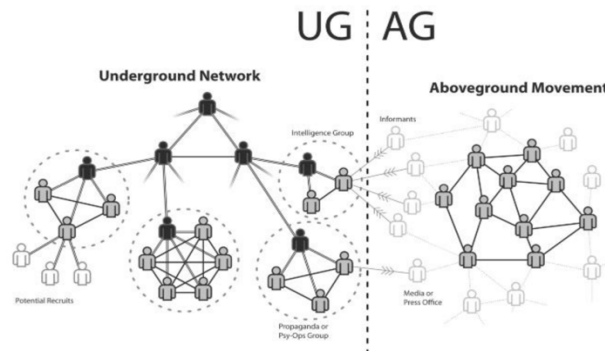 UG AG
Underground Network
Aboveground Movement
Intelligence Group
Informants
Potential Recruits
Propaganda or
Psy-Ops Group
Media or
Press Office